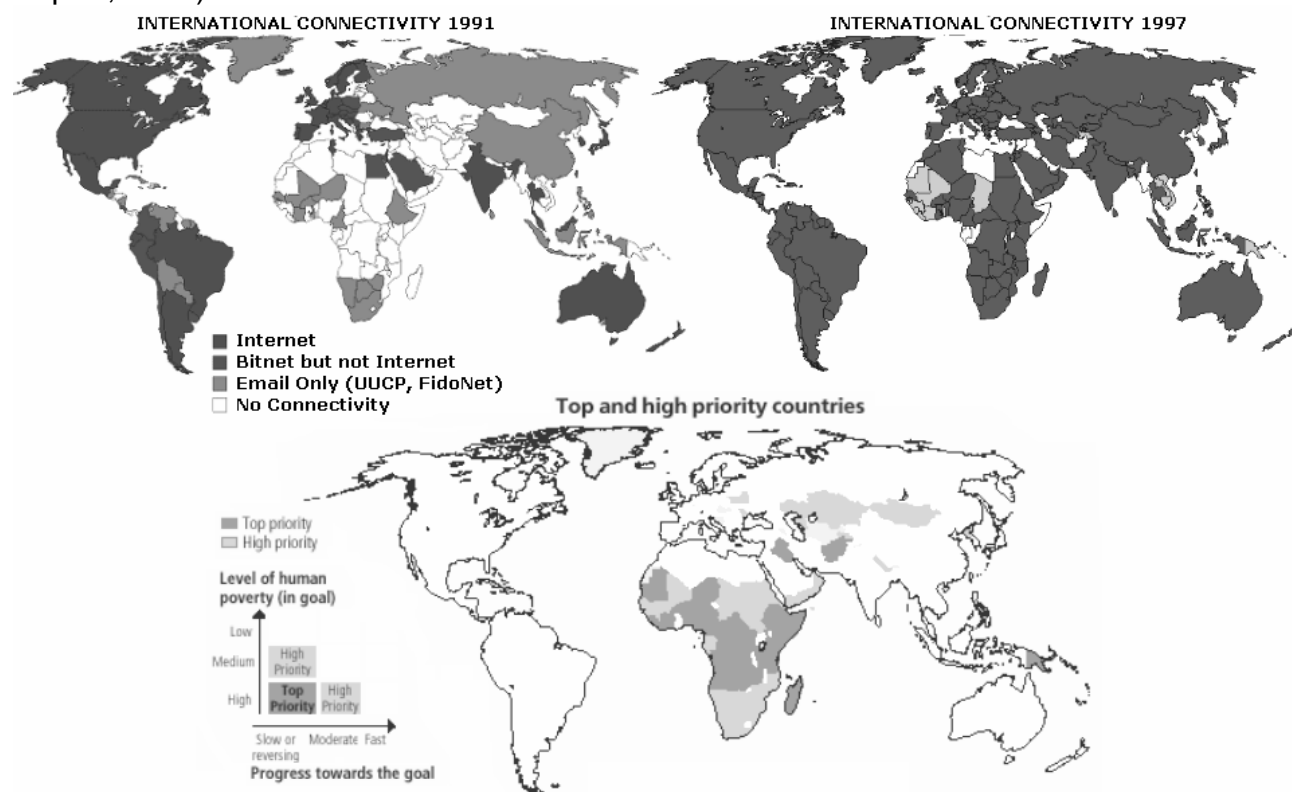 INTERNATIONAL CONNECTIVITY 1991
INTERNATIONAL CONNECTIVITY 1997
Internet
Bitnet but not Internet
Email Only (UUCP, FidoNet)
No Connectivity
Top and high priority countries
Top priority
High priority
Level of human
poverty (in goal)
Low
Medium
High
Priority
High
Top
Priority
High
Priority
Slow or
reversing
Moderate
Fast
Progress towards the goal